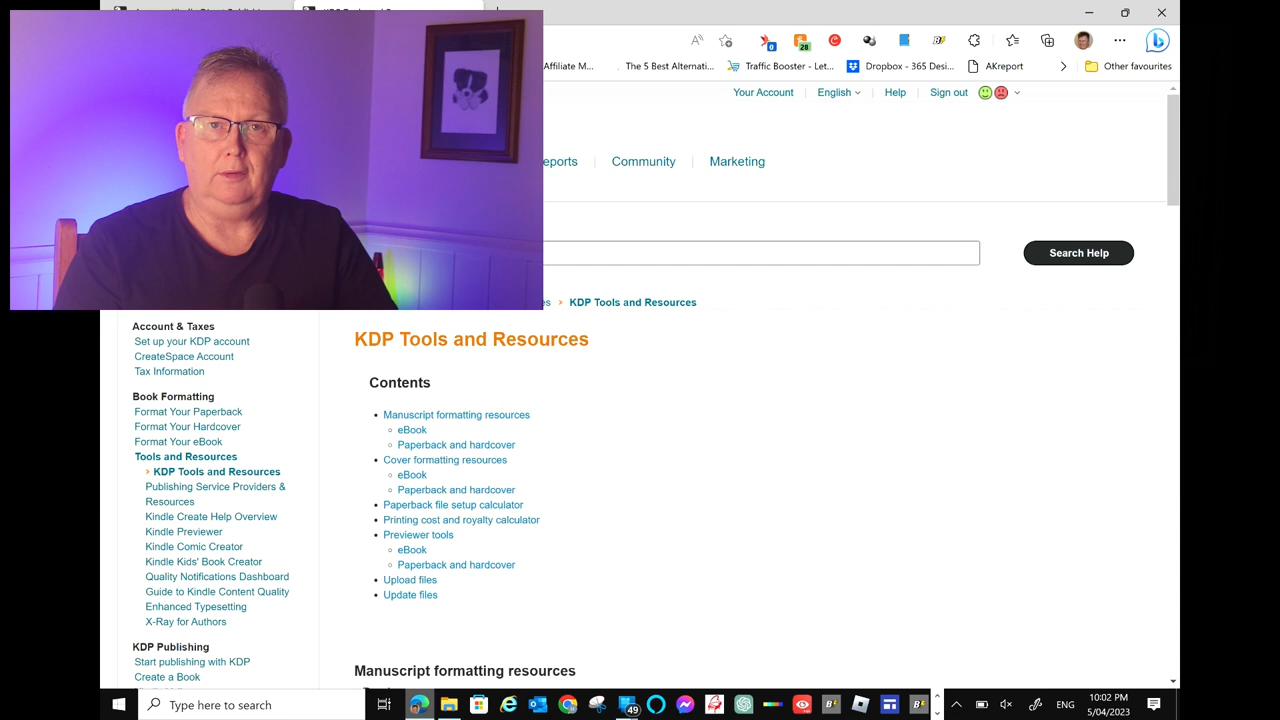 Affiliate M...
The 5 Best Alternati...
Traffic Booster - Let...
Dropbox - 365 Desi...
AKreport
Other favourites
0
28
Your Account
English
Help
Sign out
eports
Community
Marketing
Search Help
es > KDP Tools and Resources
Account & Taxes
Set up your KDP account
CreateSpace Account
Tax Information
Book Formatting
Format Your Paperback
Format Your Hardcover
Format Your eBook
Tools and Resources
> KDP Tools and Resources
Publishing Service Providers &
Resources
Kindle Create Help Overview
Kindle Previewer
Kindle Comic Creator
Kindle Kids' Book Creator
Quality Notifications Dashboard
Guide to Kindle Content Quality
Enhanced Typesetting
X-Ray for Authors
KDP Publishing
Start publishing with KDP
Create a Book
KDP Tools and Resources
Contents
Manuscript formatting resources
eBook
Paperback and hardcover
Cover formatting resources
eBook
Paperback and hardcover
Paperback file setup calculator
Printing cost and royalty calculator
Previewer tools
eBook
Paperback and hardcover
Upload files
Update files
Manuscript formatting resources
Type here to search
49
10:02 PM
5/04/2023